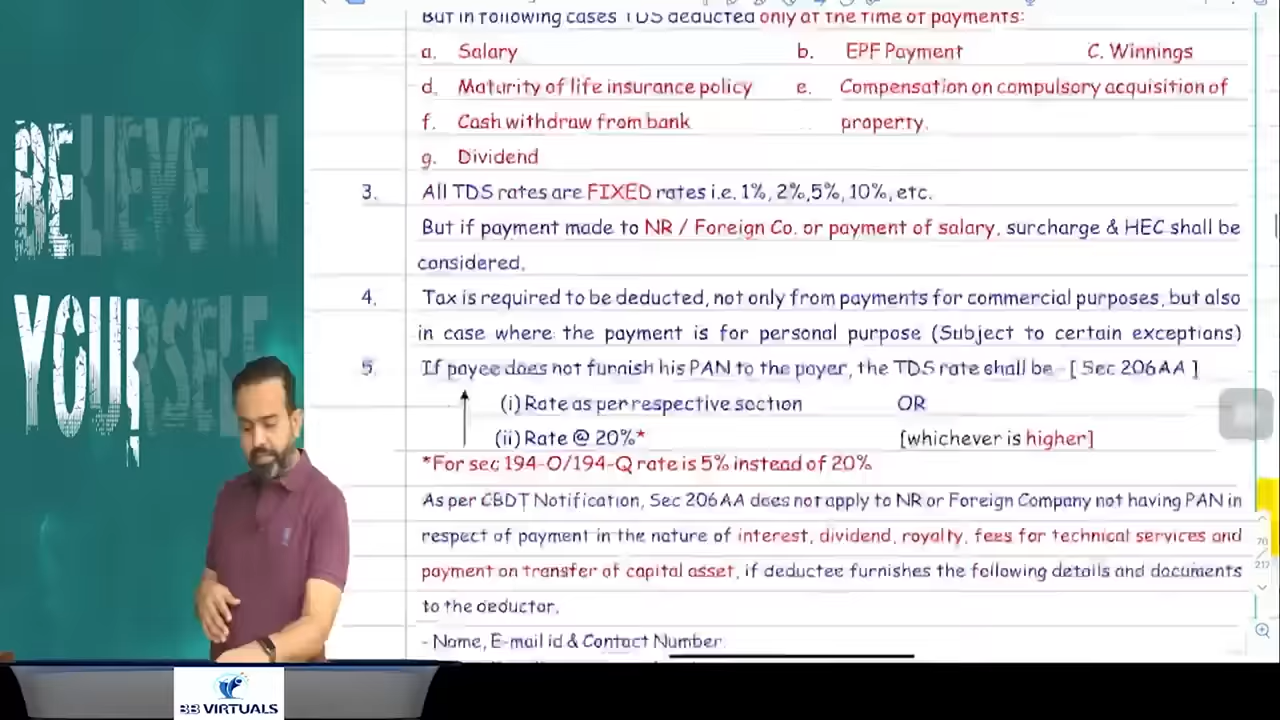 BELIEVE IN
YOURSELF
But in following cases TDS deducted only at the time of payments:
a. Salary b. EPF Payment C. Winnings
d. Maturity of life insurance policy e. Compensation on compulsory acquisition of
f. Cash withdraw from bank property.
g. Dividend
3. All TDS rates are FIXED rates i.e. 1%, 2%,5%, 10%, etc.
But if payment made to NR / Foreign Co. or payment of salary, surcharge & HEC shall be
considered.
4. Tax is required to be deducted, not only from payments for commercial purposes, but also
in case where the payment is for personal purpose (Subject to certain exceptions)
5. If payee does not furnish his PAN to the payer, the TDS rate shall be - [ Sec 206AA ]
(i) Rate as per respective section OR
(ii) Rate @ 20%* [whichever is higher]
*For sec 194-O/194-Q rate is 5% instead of 20%
As per CBDT Notification, Sec 206AA does not apply to NR or Foreign Company not having PAN in
respect of payment in the nature of interest, dividend, royalty, fees for technical services and
payment on transfer of capital asset, if deductee furnishes the following details and documents
to the deductor.
- Name, E-mail id & Contact Number
70
217
BB VIRTUALS